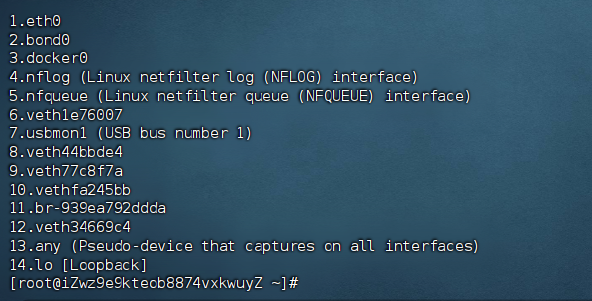 1.eth0
2.bond0
3.docker0
4.nflog (Linux netfilter log (NFLOG) interface)
5.nfqueue (Linux netfilter queue (NFQUEUE) interface)
6.veth1e76007
7.usbmon1 (USB bus number 1)
8.veth44bbde4
9.veth77c8f7a
10.vethfa245bb
11.br-939ea792ddda
12.veth34669c4
13.any (Pseudo-device that captures on all interfaces)
14.lo [Loopback]
[root@iZwz9e9kteob8874vxkwuyZ ~]#